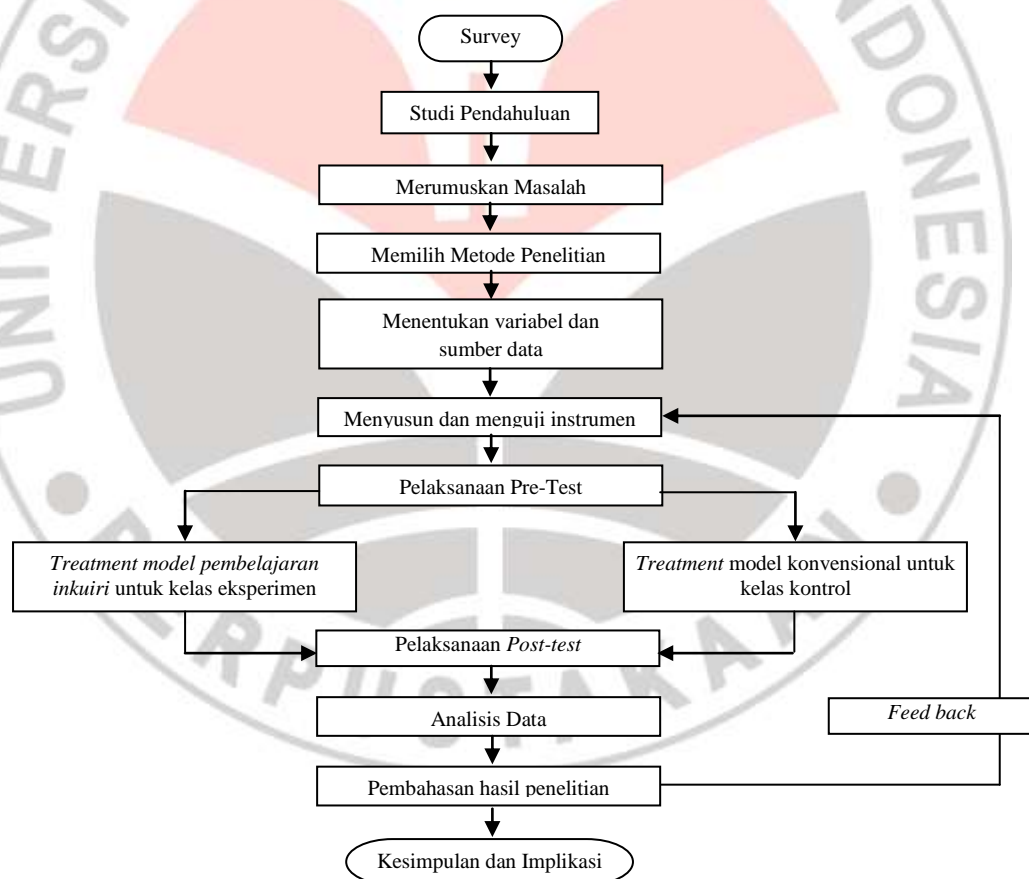 Survey
Studi Pendahuluan
Merumuskan Masalah
Memilih Metode Penelitian
Menentukan variabel dan
sumber data
Menyusun dan menguji instrumen
Pelaksanaan Pre-Test
Treatment model pembelajaran
inkuiri untuk kelas eksperimen
Treatment model konvensional untuk
kelas kontrol
Pelaksanaan Post-test
Analisis Data
Feed back
Pembahasan hasil penelitian
Kesimpulan dan Implikasi
PERPUSTAKAAN